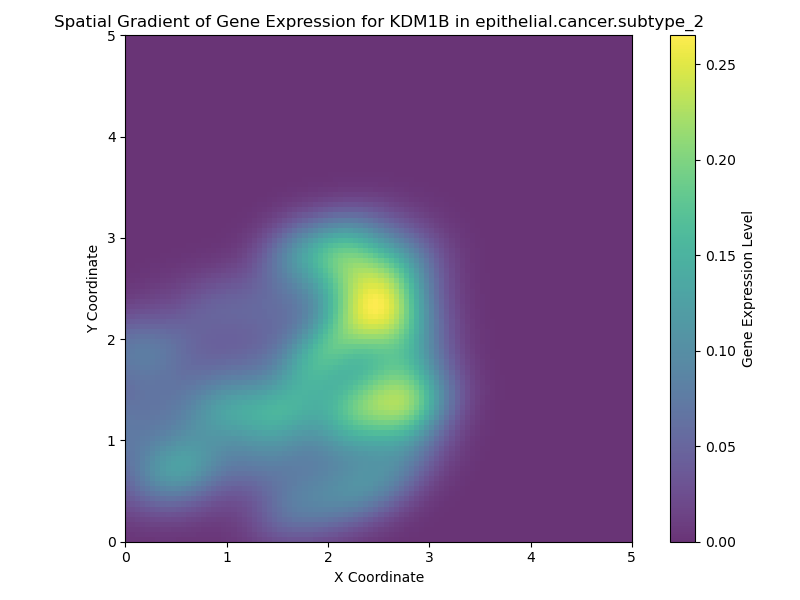 Spatial Gradient of Gene Expression for KDM1B in epithelial.cancer.subtype_2
5
4
3
2
1
0
Y Coordinate
0 1 2 3 4 5
X Coordinate
0.25
0.20
0.15
0.10
0.05
0.00
Gene Expression Level